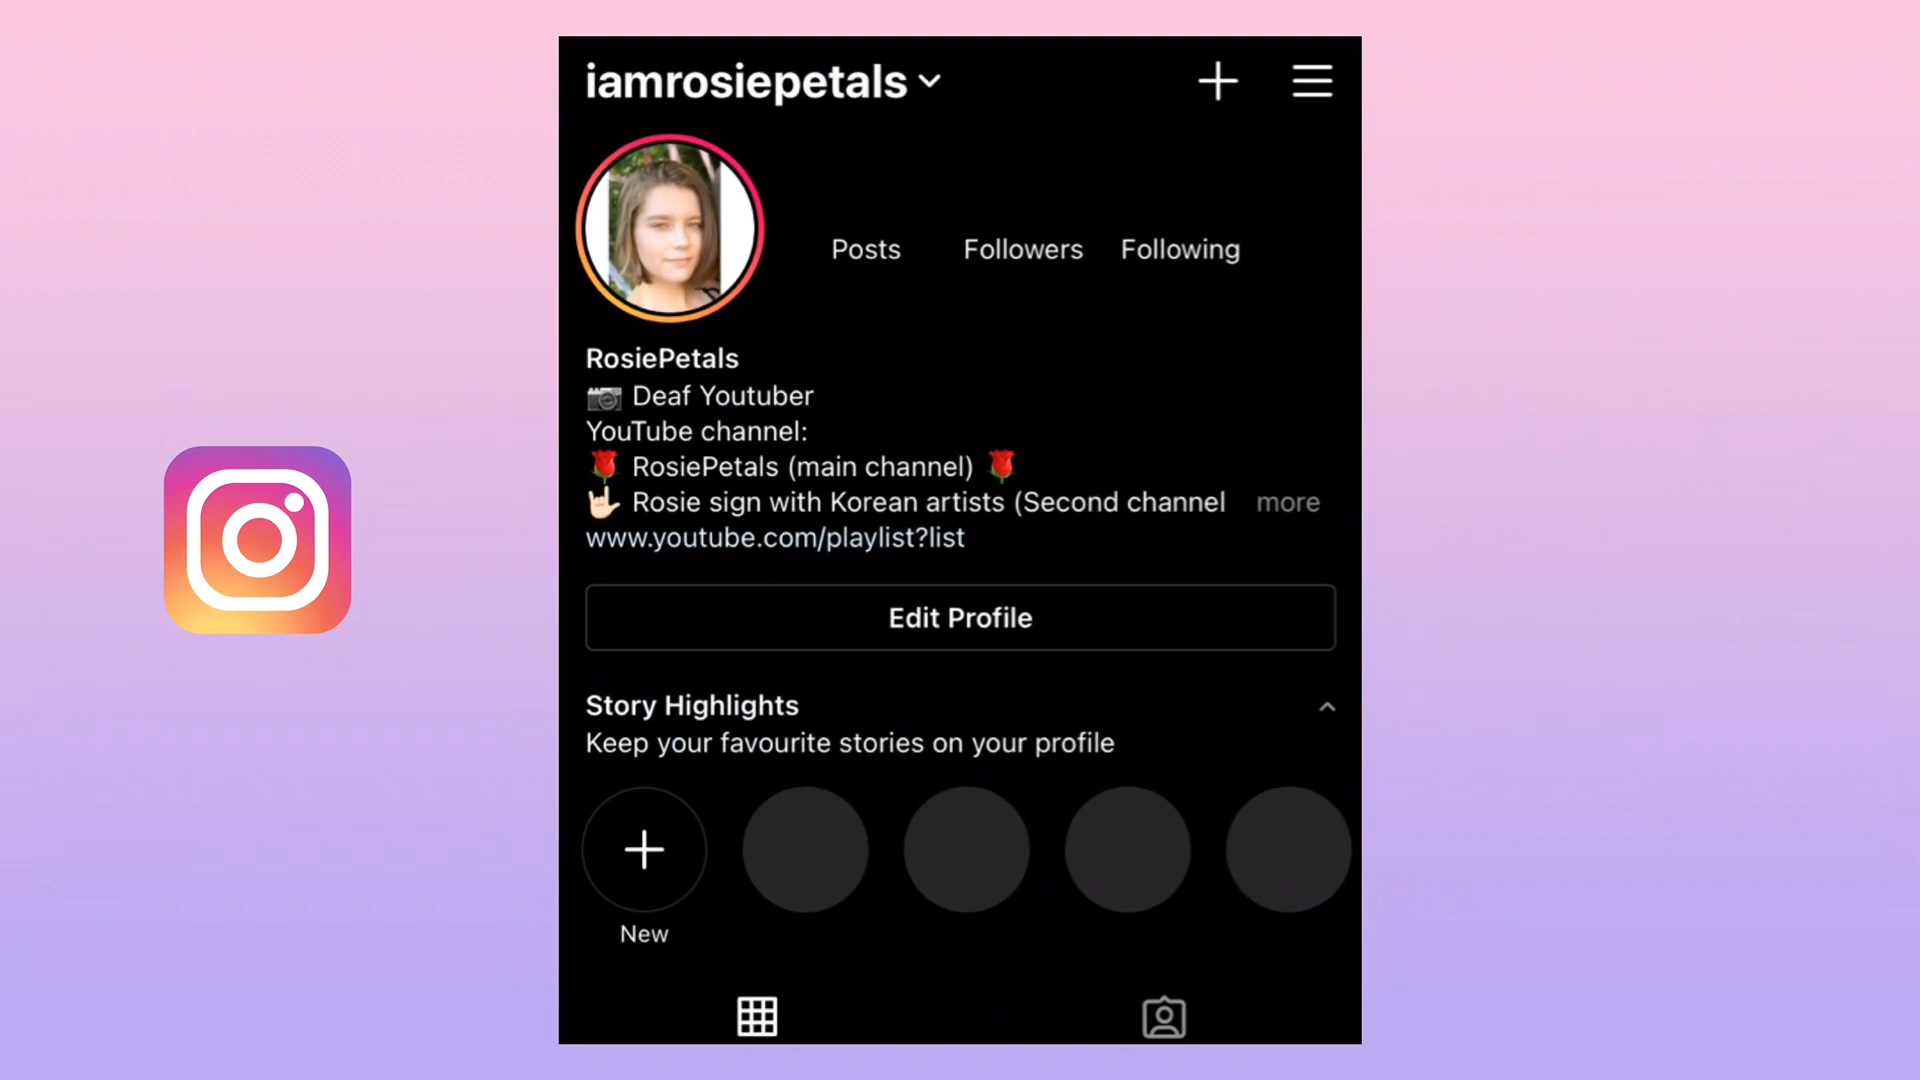 iamrosiepetals
Posts Followers Following
RosiePetals
📷 Deaf Youtuber
YouTube channel:
🌹 RosiePetals (main channel) 🌹
🤟🏻 Rosie sign with Korean artists (Second channel more
www.youtube.com/playlist?list
Edit Profile
Story Highlights
Keep your favourite stories on your profile
New